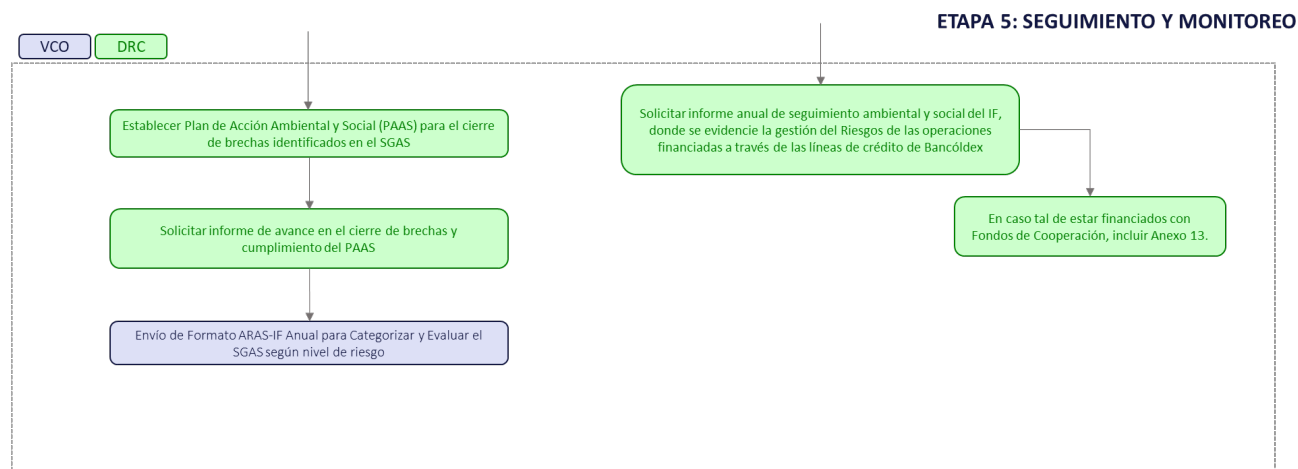 ETAPA 5: SEGUIMIENTO Y MONITOREO
VCO
DRC
Establecer Plan de Acción Ambiental y Social (PAAS) para el cierre
de brechas identificados en el SGAS
Solicitar informe de avance en el cierre de brechas y
cumplimiento del PAAS
Envío de Formato ARAS-IF Anual para Categorizar y Evaluar el
SGAS según nivel de riesgo
Solicitar informe anual de seguimiento ambiental y social del IF,
donde se evidencie la gestión del Riesgos de las operaciones
financiadas a través de las líneas de crédito de Bancóldex
En caso tal de estar financiados con
Fondos de Cooperación, incluir Anexo 13.